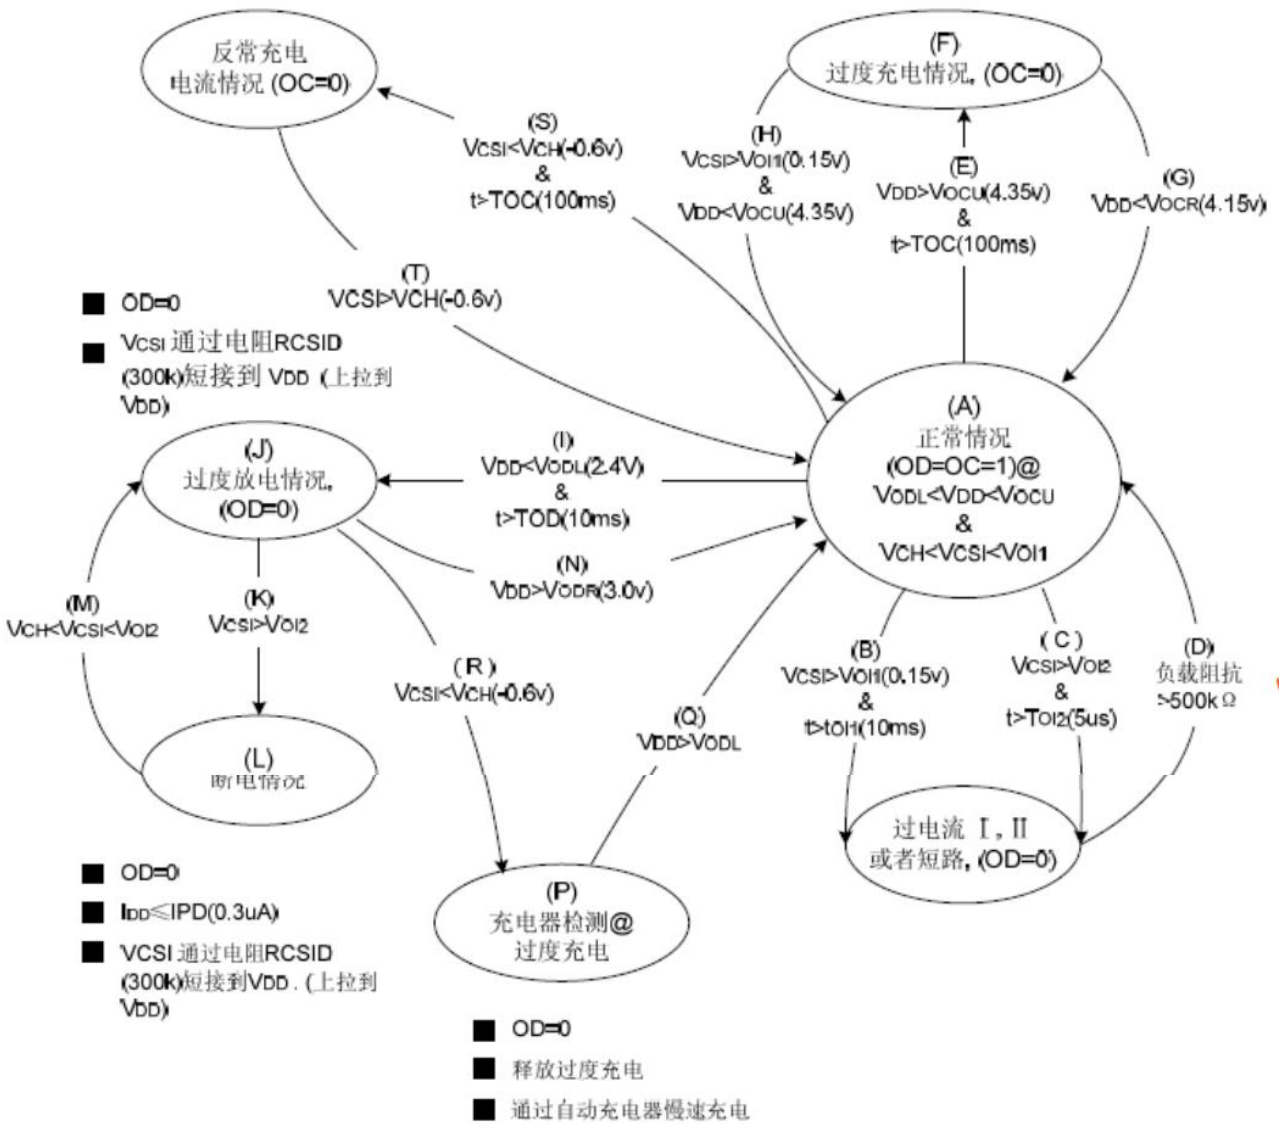 反常充电
电流情况 (OC=0)
(F)
过度充电情况, (OC=0)
(S)
VCSI<VCH(-0.6v)
&
t>TOC(100ms)
(H)
VCSI>VOI1(0.15v)
&
VDD<VOCU(4.35v)
(E)
VDD>VOCU(4.35v)
&
t>TOC(100ms)
(G)
VDD<VOCR(4.15v)
(T)
VCSI>VCH(-0.6v)
■ OD=0
■ VCSI 通过电阻RCSID
(300k)短接到 VDD (上拉到
VDD)
(A)
正常情况
(OD=OC=1)@
VODL<VDD<VOCU
&
VCH<VCSI<VOI1
(J)
过度放电情况,
(OD=0)
(I)
VDD<VODL(2.4V)
&
t>TOD(10ms)
(N)
VDD>VODR(3.0v)
(M)
VCH<VCSI<VOI2
(K)
VCSI>VOI2
(R)
VCSI<VCH(-0.6v)
(Q)
VDD>VODL
(B)
VCSI>VOI1(0.15v)
&
t>tOI1(10ms)
(C)
VCSI>VOI2
&
t>TOI2(5us)
(D)
负载阻抗
>500kΩ
(L)
断电情况
过电流 Ⅰ, Ⅱ
或者短路, (OD=0)
■ OD=0
■ IDD≤IPD(0.3uA)
■ VCSI 通过电阻RCSID
(300k)短接到VDD . (上拉到
VDD)
(P)
充电器检测@
过度充电
■ OD=0
■ 释放过度充电
■ 通过自动充电器慢速充电